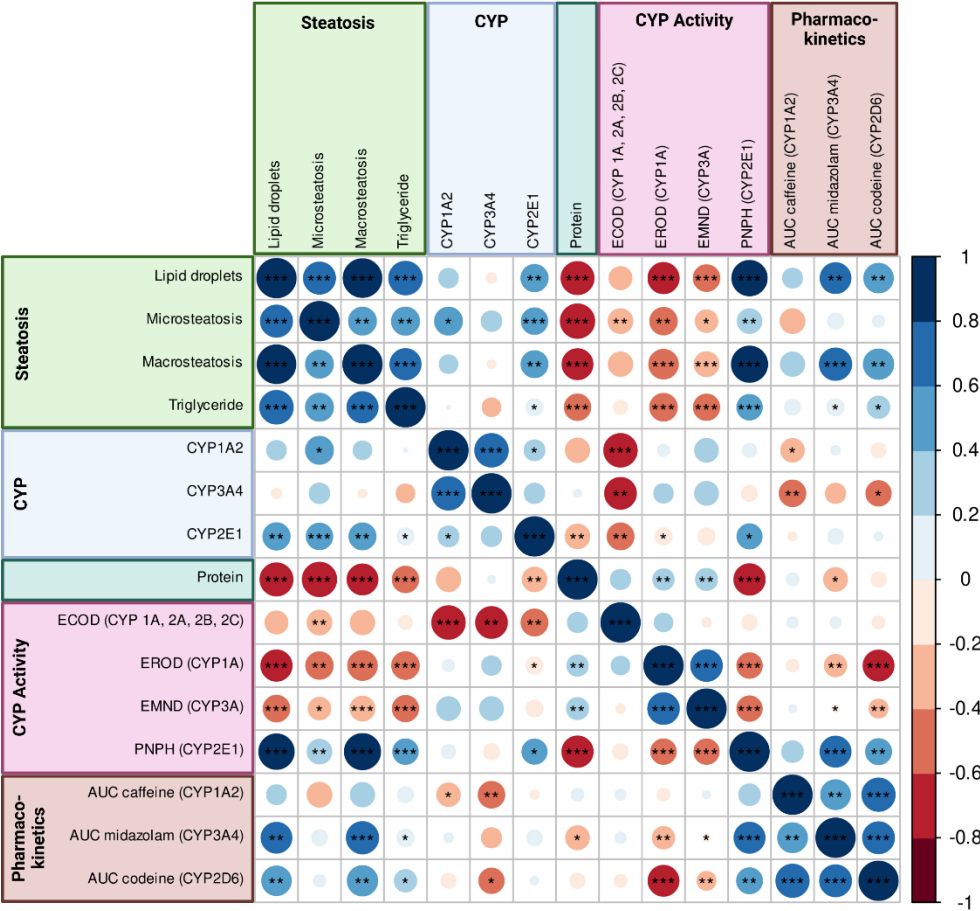 Steatosis
CYP
CYP Activity
Pharmaco-
kinetics
Lipid droplets
Microsteatosis
Macrosteatosis
Triglyceride
CYP1A2
CYP3A4
CYP2E1
Protein
ECOD (CYP 1A, 2A, 2B, 2C)
EROD (CYP1A)
EMND (CYP3A)
PNPH (CYP2E1)
AUC caffeine (CYP1A2)
AUC midazolam (CYP3A4)
AUC codeine (CYP2D6)
Steatosis
Lipid droplets *** *** *** *** ** *** *** *** *** ** **
Microsteatosis *** *** ** ** * *** *** ** ** * **
Macrosteatosis *** ** *** *** ** *** *** *** *** *** **
Triglyceride *** ** *** *** * *** *** *** *** * *
CYP
CYP1A2 * *** *** * *** *
CYP3A4 *** *** ** ** *
CYP2E1 ** *** ** * * *** ** ** * *
Protein *** *** *** *** ** *** ** ** *** *
CYP Activity
ECOD (CYP 1A, 2A, 2B, 2C) ** *** ** ** ***
EROD (CYP1A) *** ** *** *** * ** *** *** *** ** ***
EMND (CYP3A) *** * *** *** ** *** *** *** * **
PNPH (CYP2E1) *** ** *** *** * *** *** *** *** *** **
Pharmaco-
kinetics
AUC caffeine (CYP1A2) * ** *** ** ***
AUC midazolam (CYP3A4) ** *** * * ** * *** ** *** ***
AUC codeine (CYP2D6) ** ** * * *** ** ** *** *** ***
1
0.8
0.6
0.4
0.2
0
-0.2
-0.4
-0.6
-0.8
-1